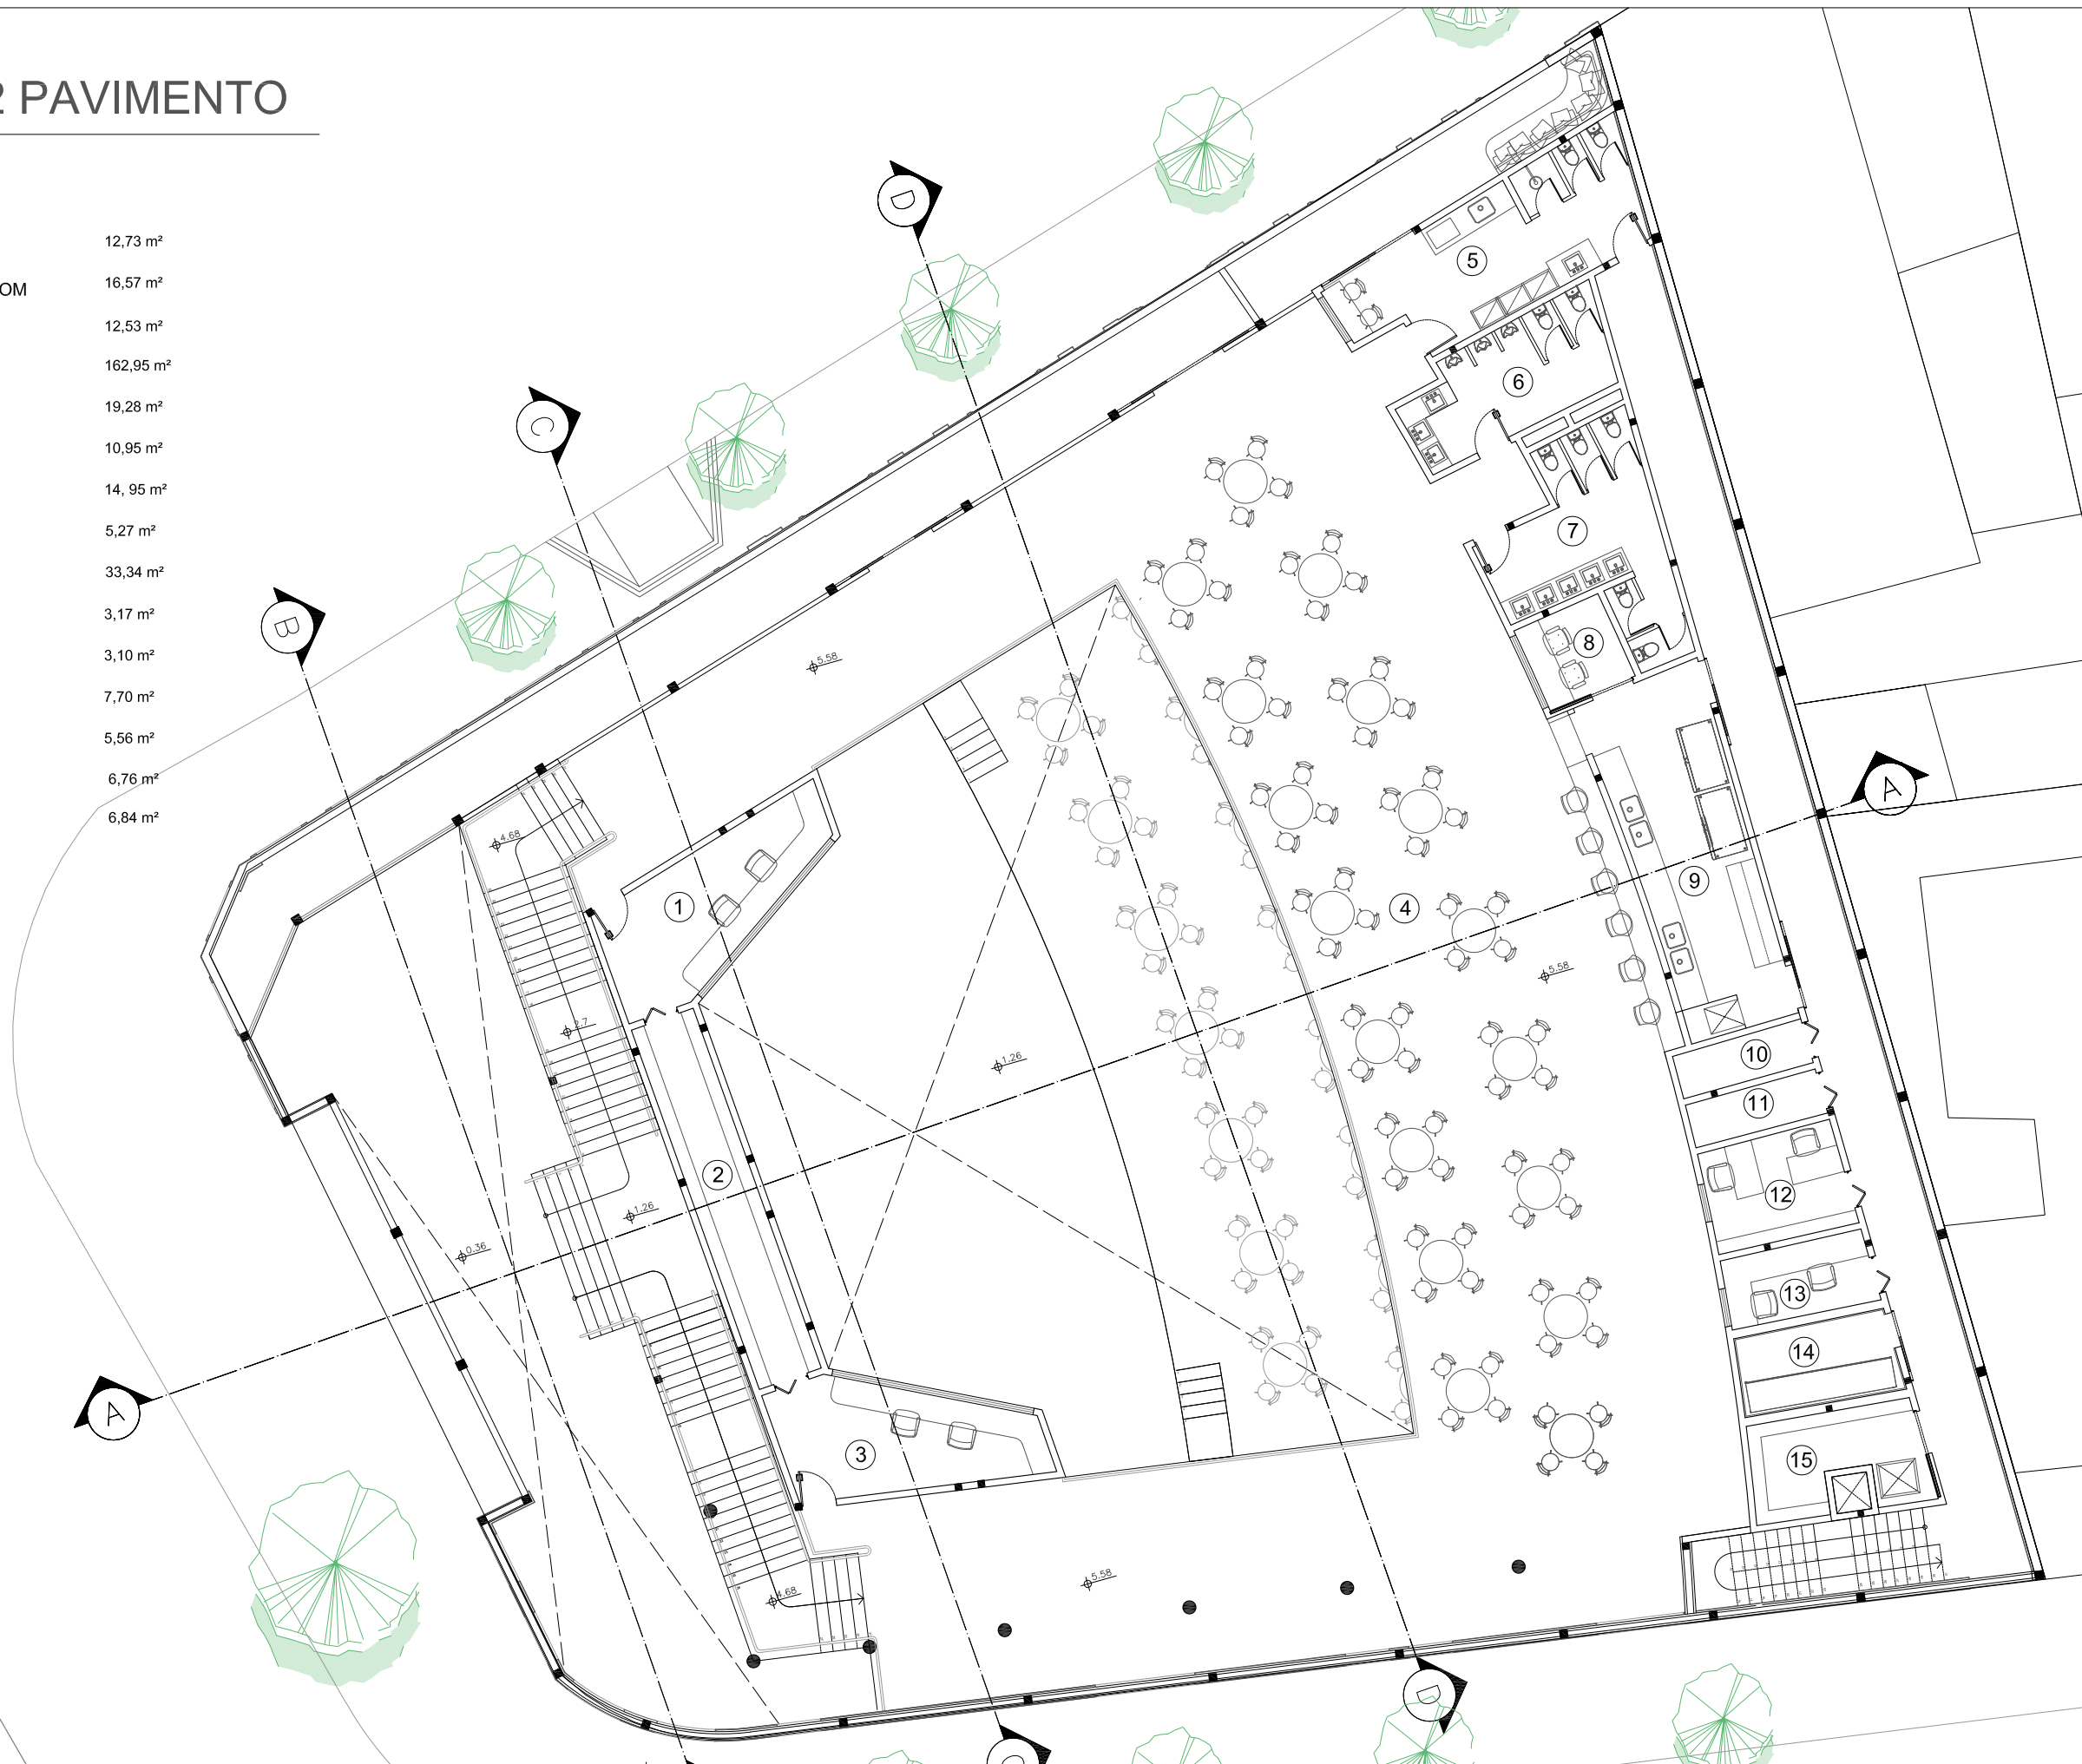 2 PAVIMENTO
12,73 m²
OM
16,57 m²
12,53 m²
162,95 m²
19,28 m²
10,95 m²
14, 95 m²
5,27 m²
33,34 m²
3,17 m²
3,10 m²
7,70 m²
5,56 m²
6,76 m²
6,84 m²
D
C
B
5
6
7
5.58
8
A
4.68
1
9
4
5.58
2.7
10
1.26
11
2
12
1.26
0.36
13
14
A
3
15
5.58
4.68
D